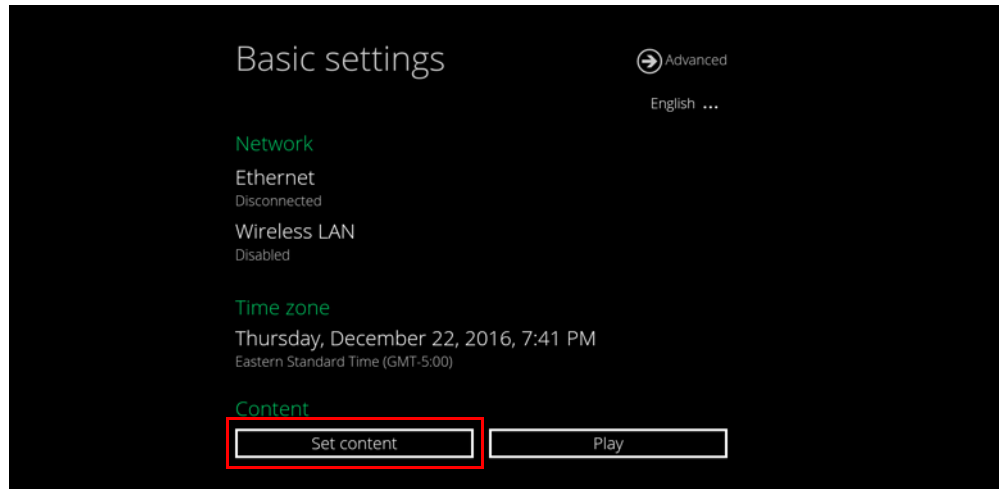 Basic settings
Advanced
English ...
Network
Ethernet
Disconnected
Wireless LAN
Disabled
Time zone
Thursday, December 22, 2016, 7:41 PM
Eastern Standard Time (GMT-5:00)
Content
Set content
Play